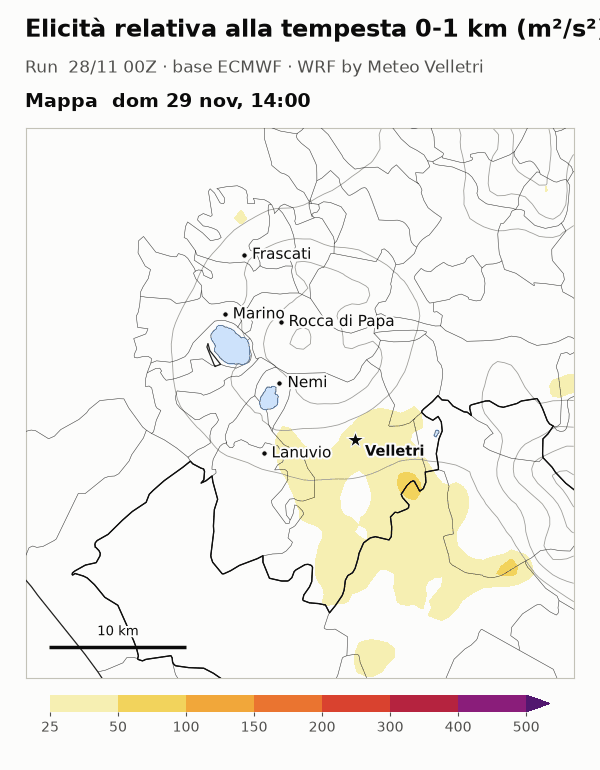 Elicità relativa alla tempesta 0-1 km (m²/s²)
Run 28/11 00Z · base ECMWF · WRF by Meteo Velletri
Mappa dom 29 nov, 14:00
Frascati
Marino
Rocca di Papa
Nemi
Lanuvio
Velletri
10 km
25 50 100 150 200 300 400 500